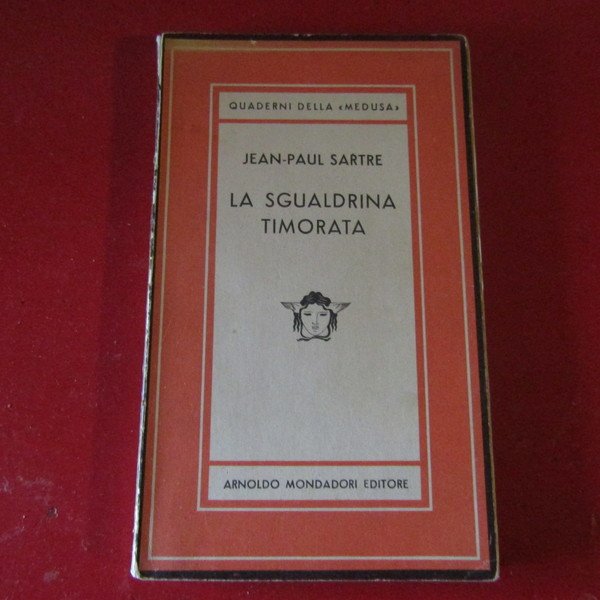 QUADERNI DELLA «MEDUSA»
JEAN-PAUL SARTRE
LA SGUALDRINA
TIMORATA
ARNOLDO MONDADORI EDITORE